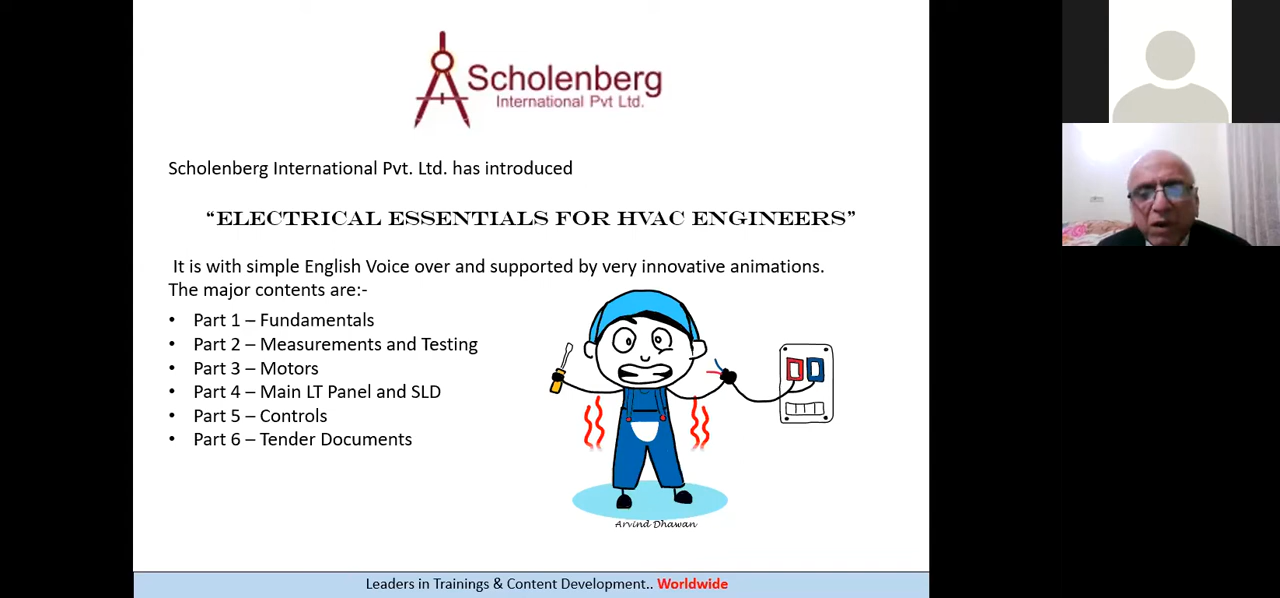 Scholenberg
International Pvt Ltd.
Scholenberg International Pvt. Ltd. has introduced
“ELECTRICAL ESSENTIALS FOR HVAC ENGINEERS”
It is with simple English Voice over and supported by very innovative animations.
The major contents are:-
• Part 1 – Fundamentals
• Part 2 – Measurements and Testing
• Part 3 – Motors
• Part 4 – Main LT Panel and SLD
• Part 5 – Controls
• Part 6 – Tender Documents
Arvind Dhawan
Leaders in Trainings & Content Development.. Worldwide